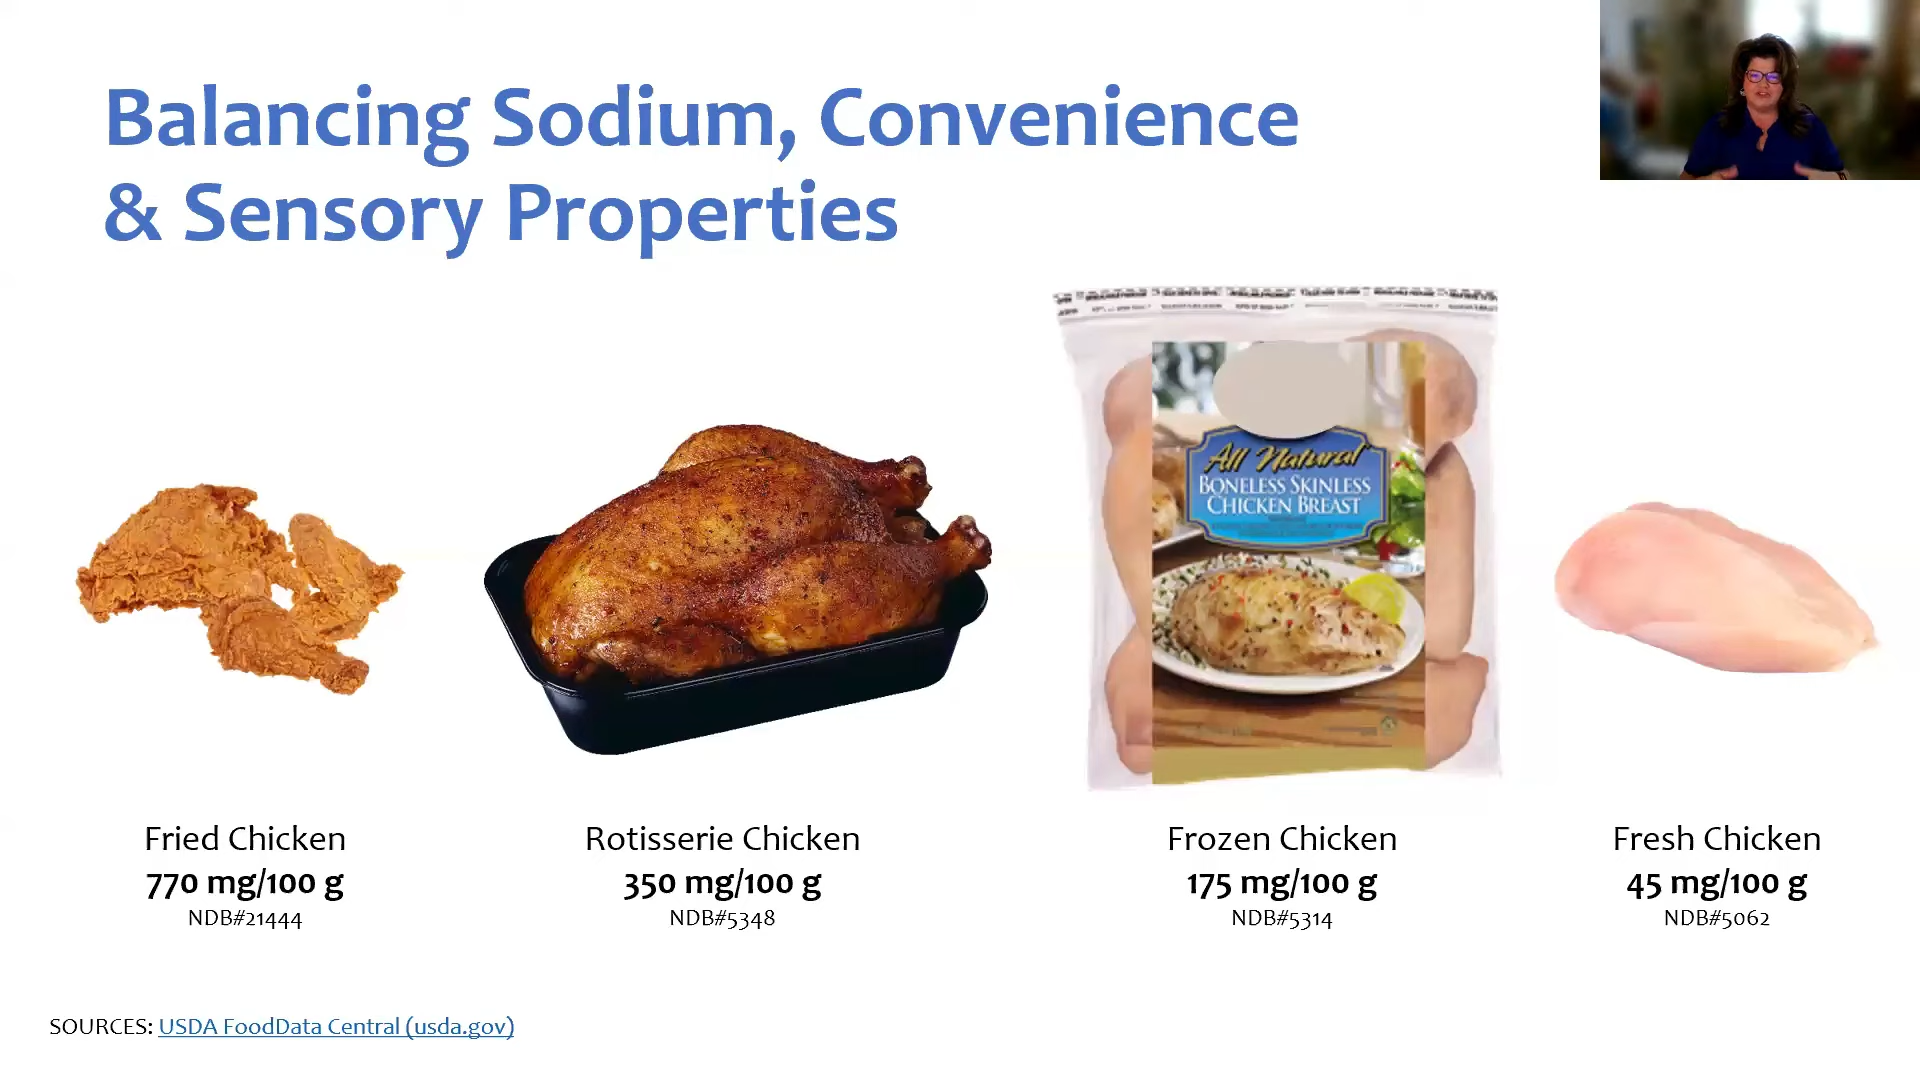 Balancing Sodium, Convenience
& Sensory Properties
All Natural
BONELESS SKINLESS
CHICKEN BREAST
Fried Chicken
770 mg/100 g
NDB#21444
Rotisserie Chicken
350 mg/100 g
NDB#5348
Frozen Chicken
175 mg/100 g
NDB#5314
Fresh Chicken
45 mg/100 g
NDB#5062
SOURCES: USDA FoodData Central (usda.gov)